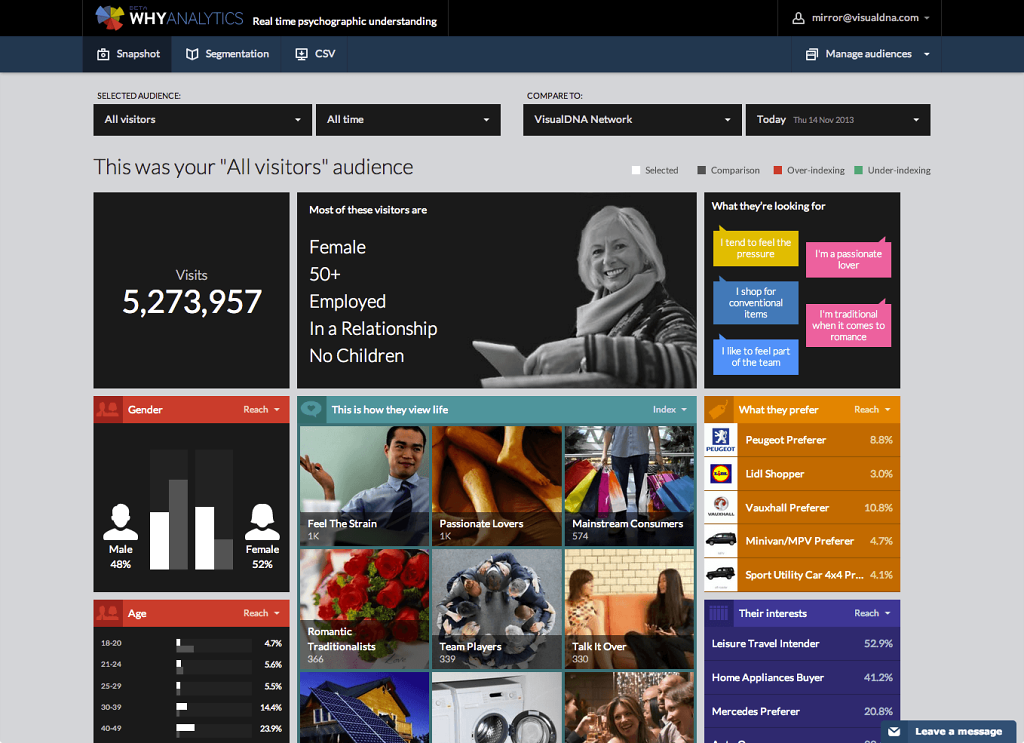 BETA
WHYANALYTICS
Real time psychographic understanding
mirror@visualdna.com
Snapshot
Segmentation
CSV
Manage audiences
SELECTED AUDIENCE:
COMPARE TO:
All visitors
All time
VisualDNA Network
Today Thu 14 Nov 2013
This was your "All visitors" audience
Selected
Comparison
Over-indexing
Under-indexing
Visits
5,273,957
Most of these visitors are
Female
50+
Employed
In a Relationship
No Children
What they're looking for
I tend to feel the
pressure
I'm a passionate
lover
I shop for
conventional
items
I'm traditional
when it comes to
romance
I like to feel part
of the team
Gender
Reach
Male
48%
Female
52%
Age
Reach
18-20
4.7%
21-24
5.6%
25-29
5.5%
30-39
14.4%
40-49
23.9%
This is how they view life
Index
Feel The Strain
1K
Passionate Lovers
1K
Mainstream Consumers
574
Romantic
Traditionalists
366
Team Players
339
Talk It Over
330
What they prefer
Reach
PEUGEOT
Peugeot Preferer
8.8%
LIDL
Lidl Shopper
3.0%
VAUXHALL
Vauxhall Preferer
10.8%
Minivan/MPV Preferer
4.7%
Sport Utility Car 4x4 Pr...
4.1%
Their interests
Reach
Leisure Travel Intender
52.9%
Home Appliances Buyer
41.2%
Mercedes Preferer
20.8%
Leave a message